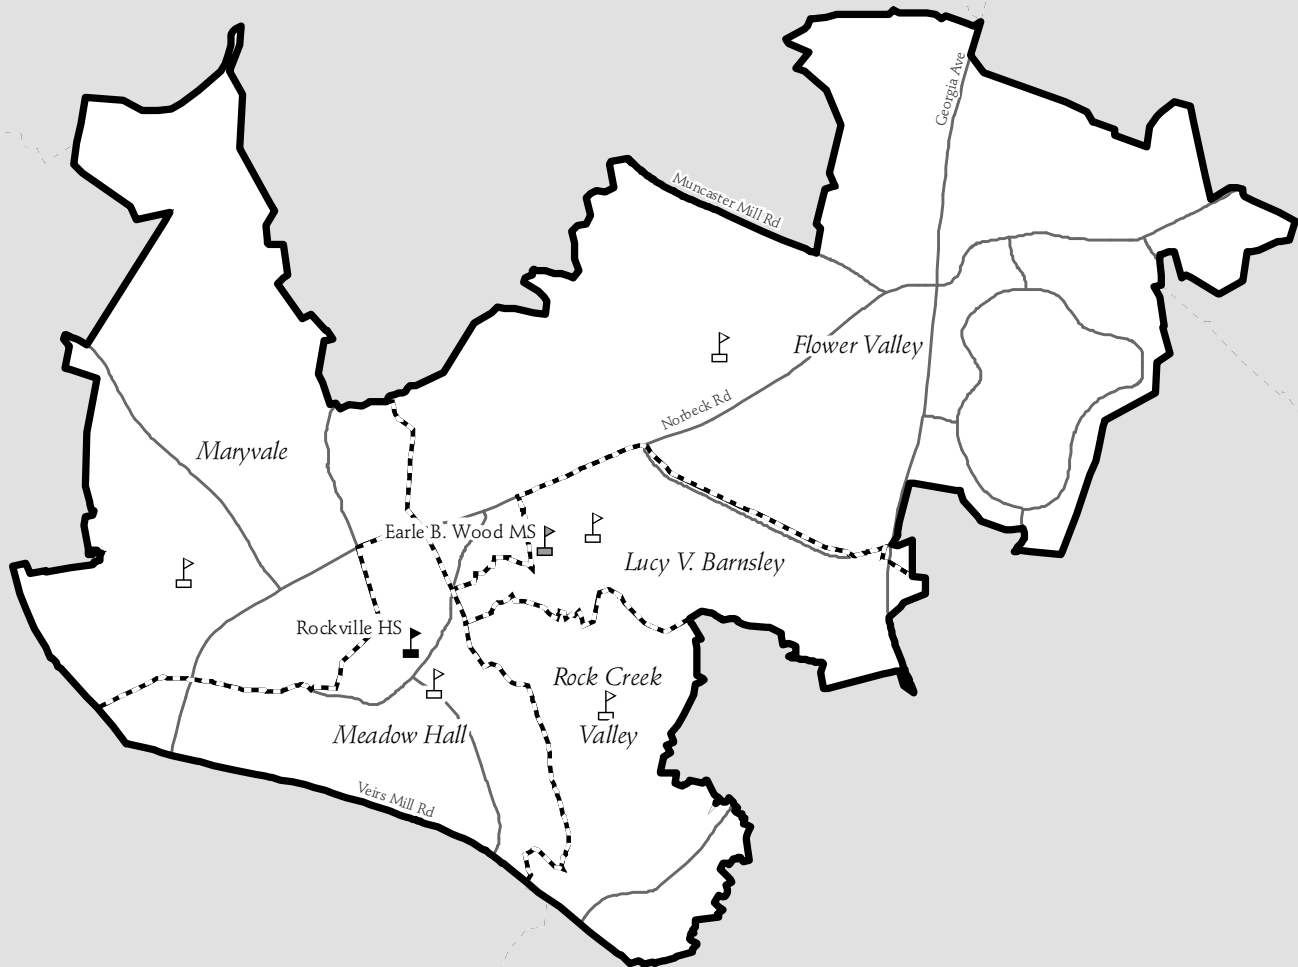 Georgia Ave
Muncaster Mill Rd
Flower Valley
Norbeck Rd
Maryvale
Earle B. Wood MS
Lucy V. Barnsley
Rockville HS
Rock Creek
Valley
Meadow Hall
Veirs Mill Rd